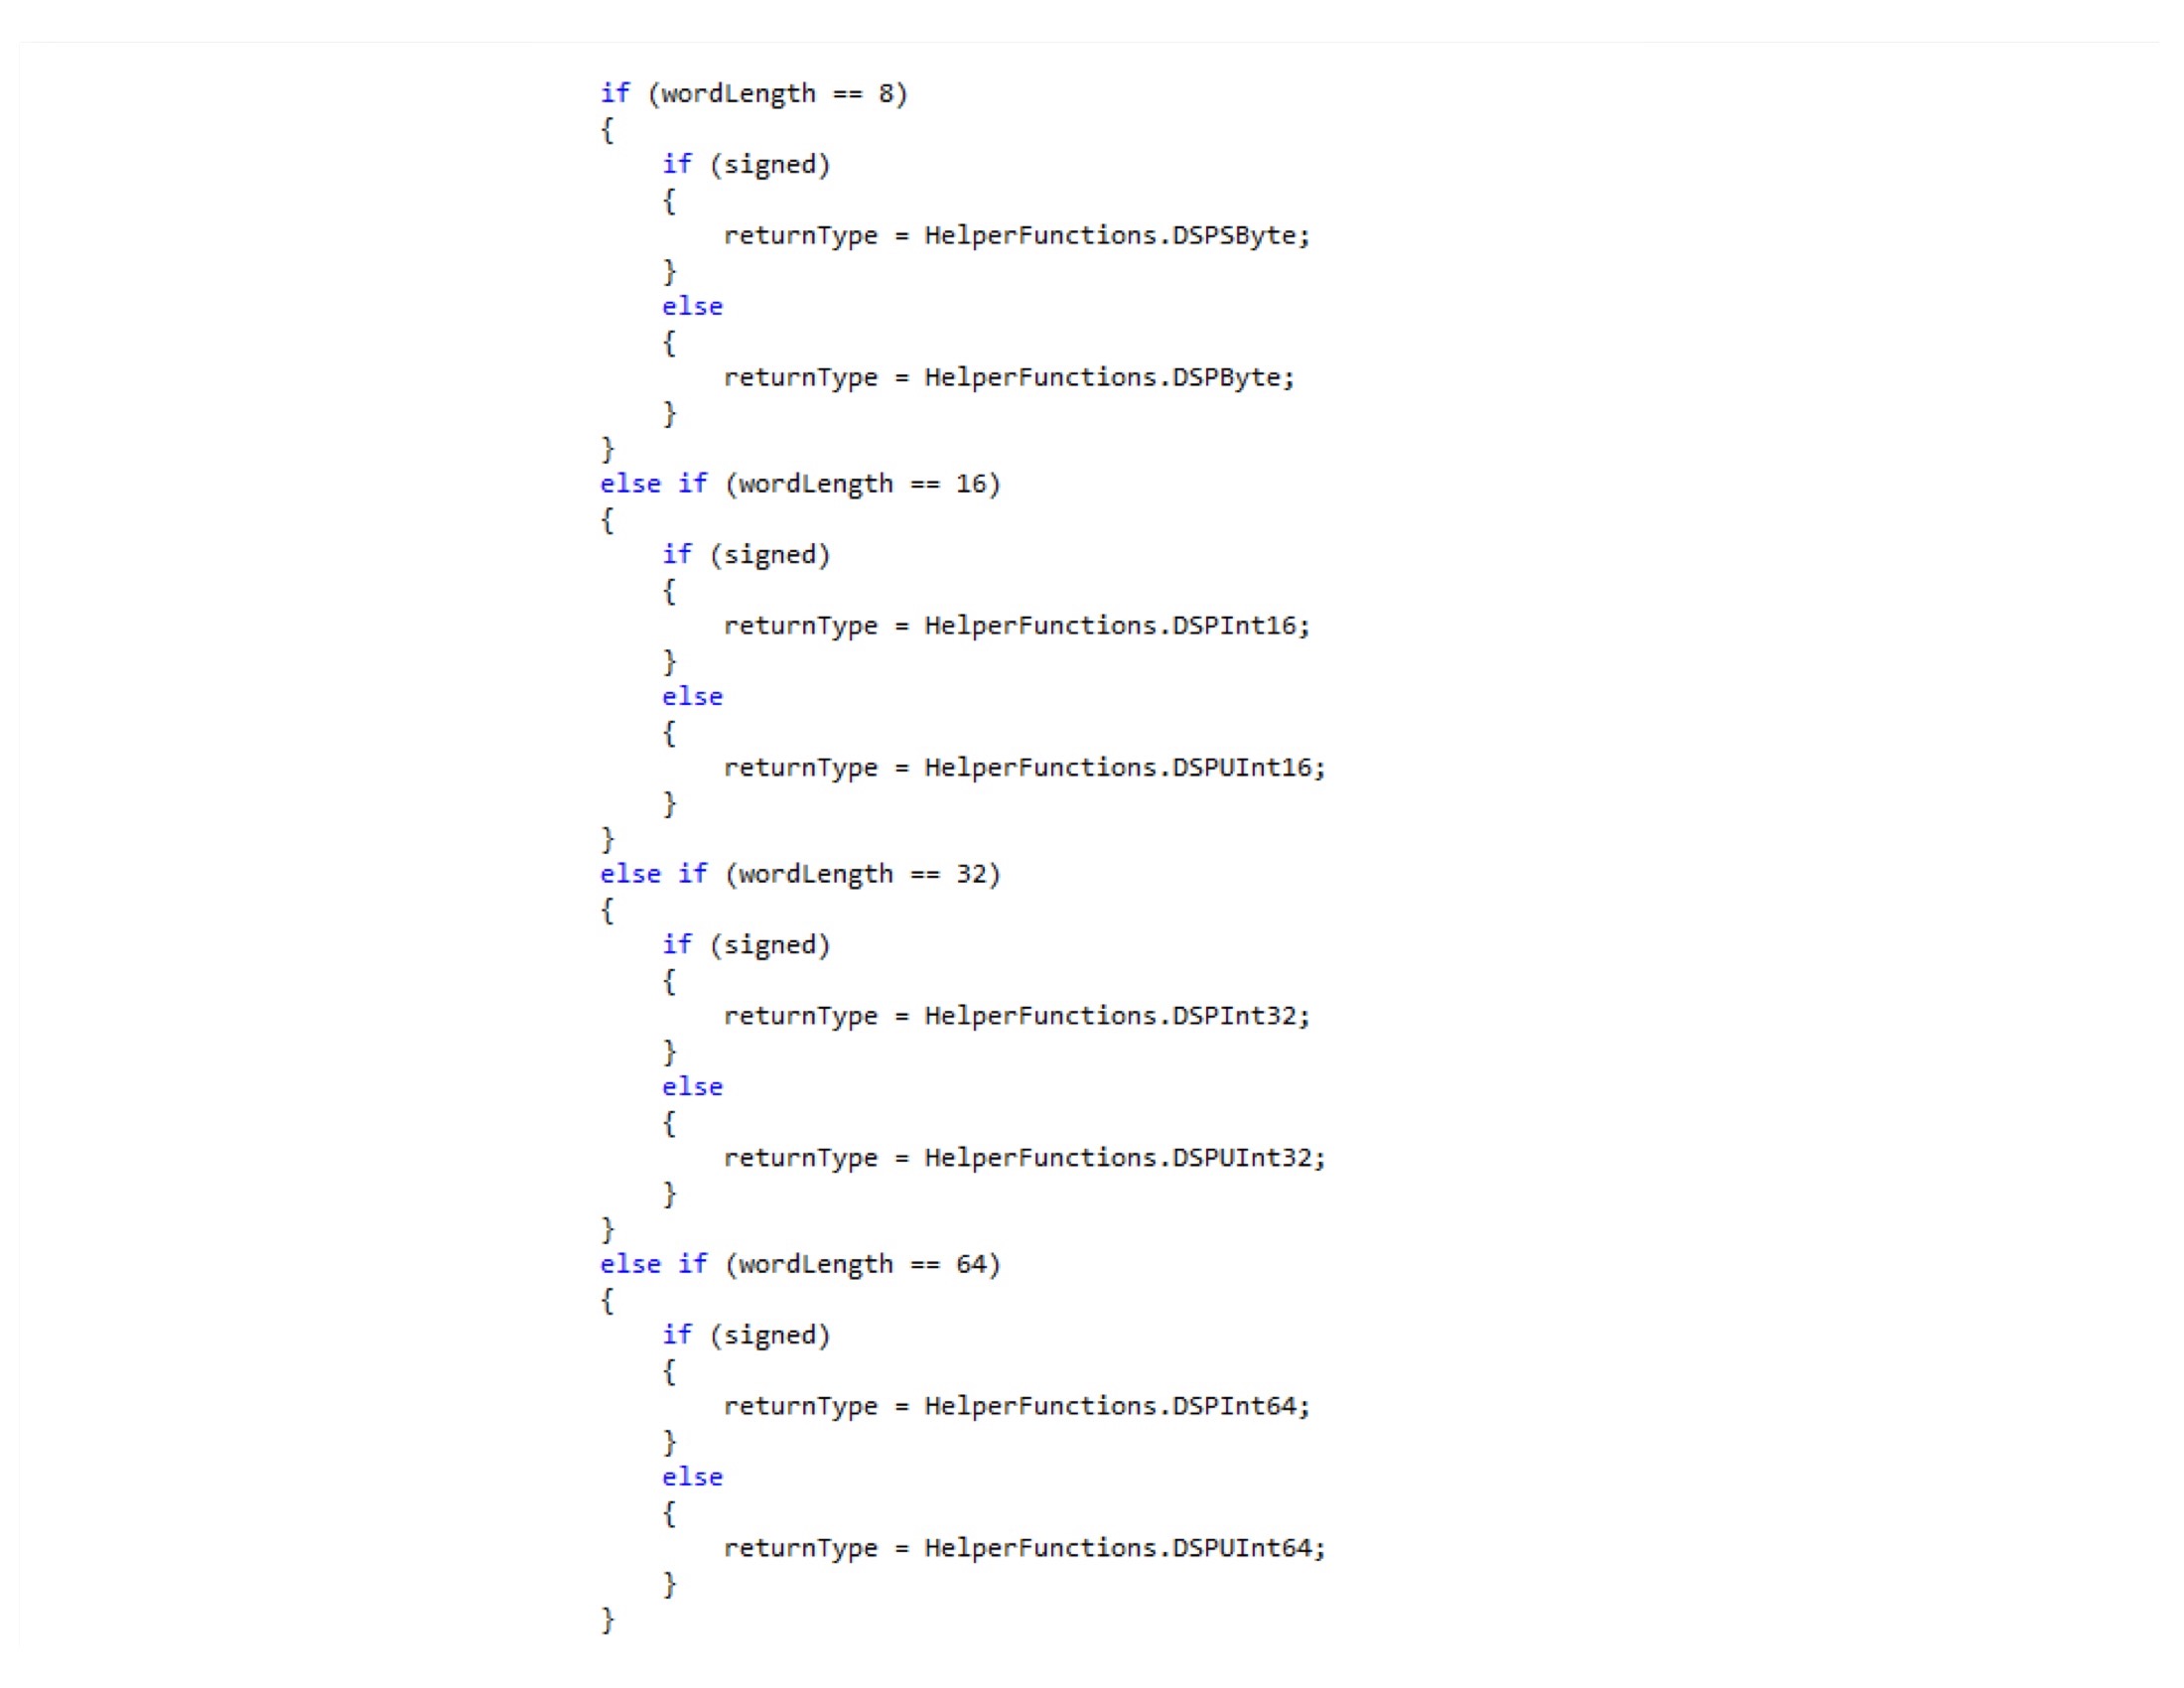 if (wordLength == 8)
{
    if (signed)
    {
        returnType = HelperFunctions.DSPSByte;
    }
    else
    {
        returnType = HelperFunctions.DSPByte;
    }
}
else if (wordLength == 16)
{
    if (signed)
    {
        returnType = HelperFunctions.DSPInt16;
    }
    else
    {
        returnType = HelperFunctions.DSPUInt16;
    }
}
else if (wordLength == 32)
{
    if (signed)
    {
        returnType = HelperFunctions.DSPInt32;
    }
    else
    {
        returnType = HelperFunctions.DSPUInt32;
    }
}
else if (wordLength == 64)
{
    if (signed)
    {
        returnType = HelperFunctions.DSPInt64;
    }
    else
    {
        returnType = HelperFunctions.DSPUInt64;
    }
}